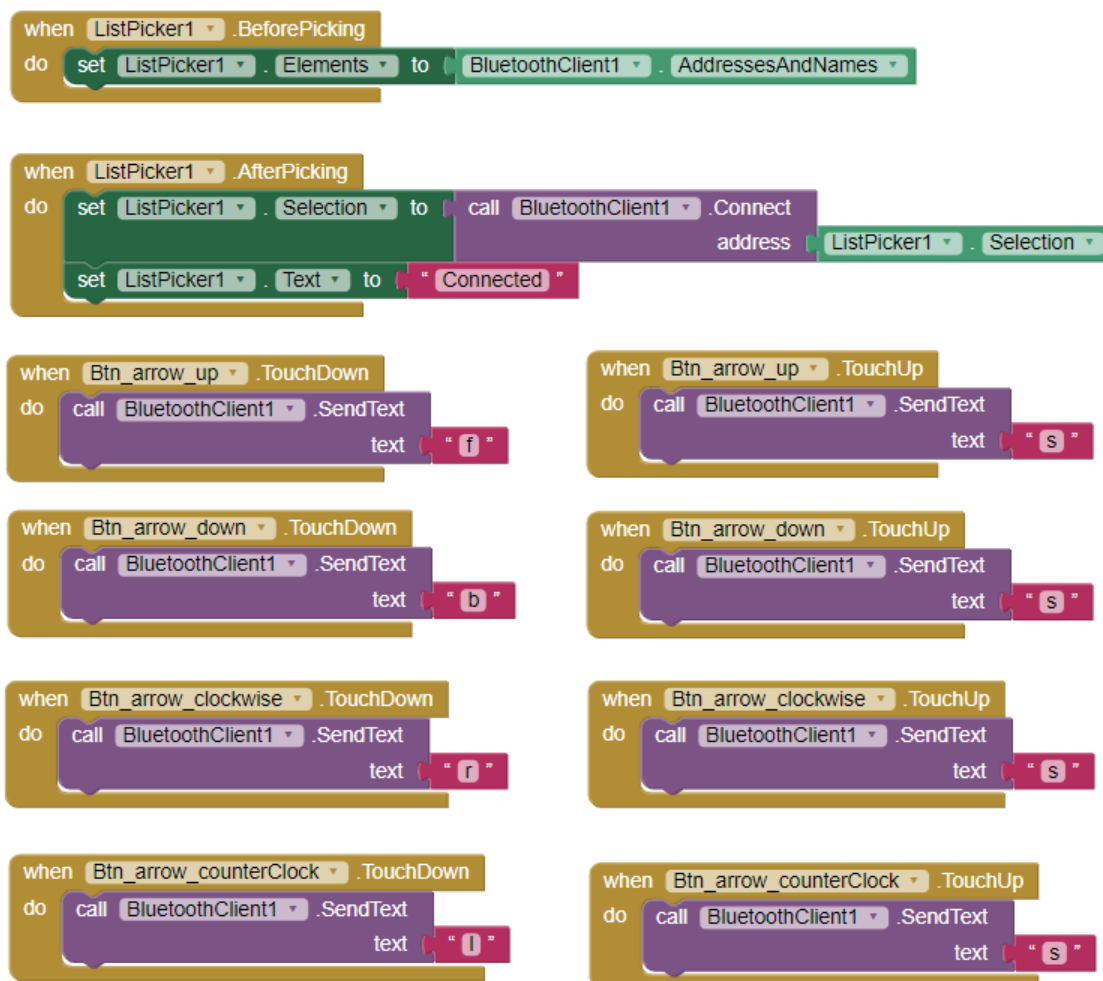 when ListPicker1 .BeforePicking
do set ListPicker1 . Elements to BluetoothClient1 . AddressesAndNames
when ListPicker1 .AfterPicking
do set ListPicker1 . Selection to call BluetoothClient1 .Connect
address ListPicker1 . Selection
set ListPicker1 . Text to " Connected "
when Btn_arrow_up .TouchDown
do call BluetoothClient1 .SendText
text " f "
when Btn_arrow_up .TouchUp
do call BluetoothClient1 .SendText
text " s "
when Btn_arrow_down .TouchDown
do call BluetoothClient1 .SendText
text " b "
when Btn_arrow_down .TouchUp
do call BluetoothClient1 .SendText
text " s "
when Btn_arrow_clockwise .TouchDown
do call BluetoothClient1 .SendText
text " r "
when Btn_arrow_clockwise .TouchUp
do call BluetoothClient1 .SendText
text " s "
when Btn_arrow_counterClock .TouchDown
do call BluetoothClient1 .SendText
text " l "
when Btn_arrow_counterClock .TouchUp
do call BluetoothClient1 .SendText
text " s "